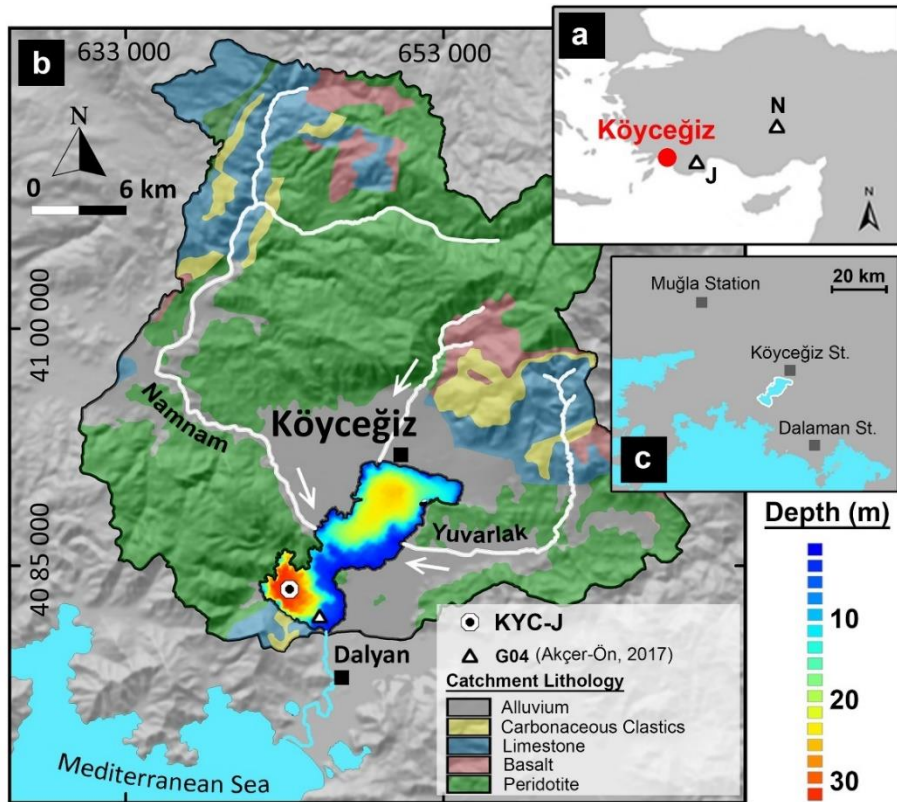 b
633 000
653 000
N
0
6 km
41 00 000
40 85 000
Namnam
Köyceğiz
Yuvarlak
Dalyan
Mediterranean Sea
KYC-J
G04 (Akçer-Ön, 2017)
Catchment Lithology
Alluvium
Carbonaceous Clastics
Limestone
Basalt
Peridotite
a
N
Köyceğiz
J
N
20 km
Muğla Station
Köyceğiz St.
Dalaman St.
c
Depth (m)
10
20
30